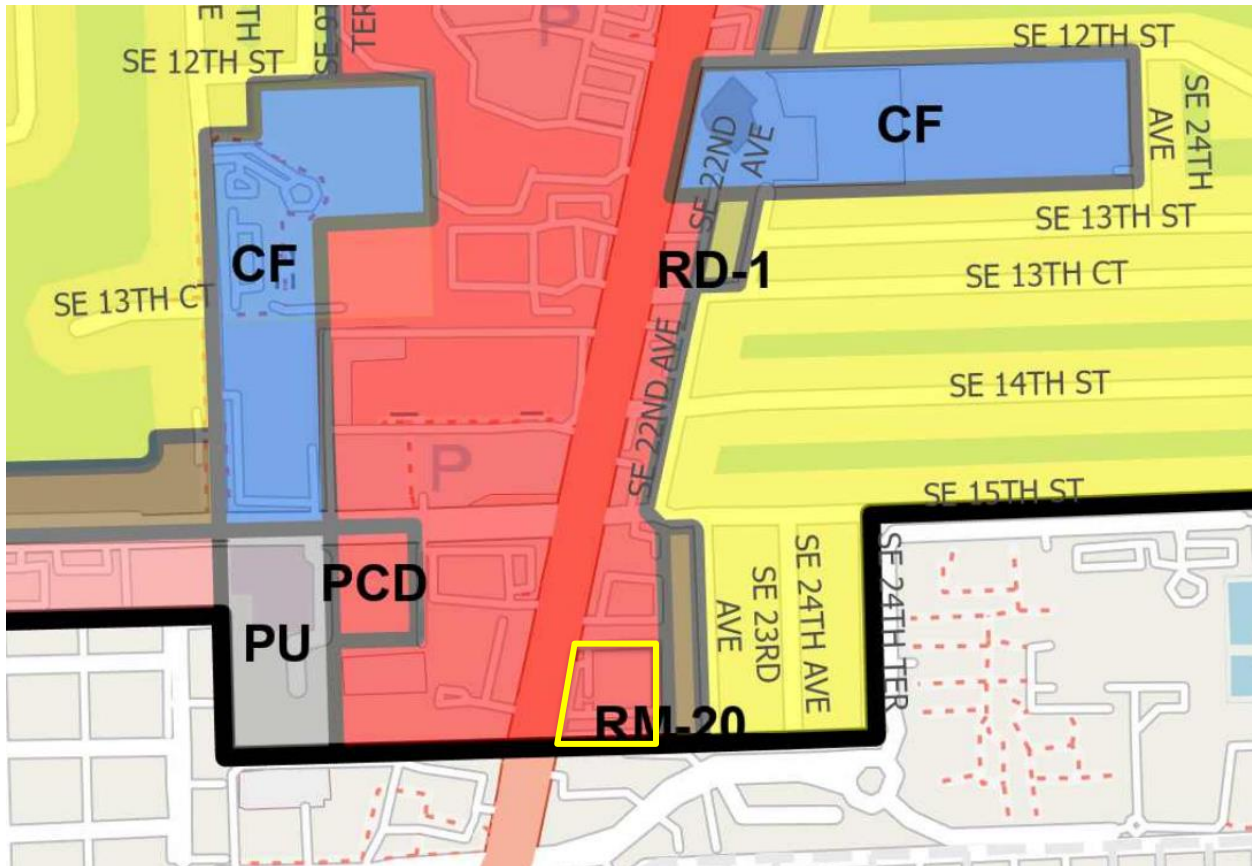 P
SE 12TH ST
SE 12TH ST
SE 24TH
AVE
CF
SE 22ND
AVE
SE 13TH ST
CF
RD-1
SE 13TH CT
SE 13TH CT
SE 22ND AVE
SE 14TH ST
P
SE 15TH ST
PCD
PU
SE 23RD
AVE
SE 24TH AVE
SE 24TH TER
RM-20